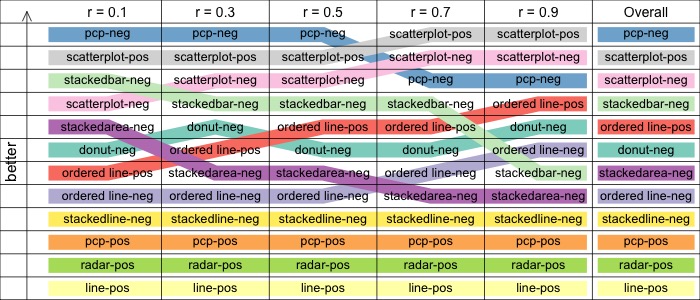 r = 0.1 r = 0.3 r = 0.5 r = 0.7 r = 0.9 Overall
pcp-neg pcp-neg pcp-neg scatterplot-pos scatterplot-pos pcp-neg
scatterplot-pos scatterplot-pos scatterplot-pos scatterplot-neg scatterplot-neg scatterplot-pos
stackedbar-neg scatterplot-neg scatterplot-neg pcp-neg pcp-neg scatterplot-neg
scatterplot-neg stackedbar-neg stackedbar-neg stackedbar-neg ordered line-pos stackedbar-neg
stackedarea-neg donut-neg ordered line-pos ordered line-pos donut-neg ordered line-pos
donut-neg ordered line-pos donut-neg donut-neg ordered line-neg donut-neg
ordered line-pos stackedarea-neg stackedarea-neg ordered line-neg stackedbar-neg stackedarea-neg
ordered line-neg ordered line-neg ordered line-neg stackedarea-neg stackedarea-neg ordered line-neg
stackedline-neg stackedline-neg stackedline-neg stackedline-neg stackedline-neg stackedline-neg
pcp-pos pcp-pos pcp-pos pcp-pos pcp-pos pcp-pos
radar-pos radar-pos radar-pos radar-pos radar-pos radar-pos
line-pos line-pos line-pos line-pos line-pos line-pos
better